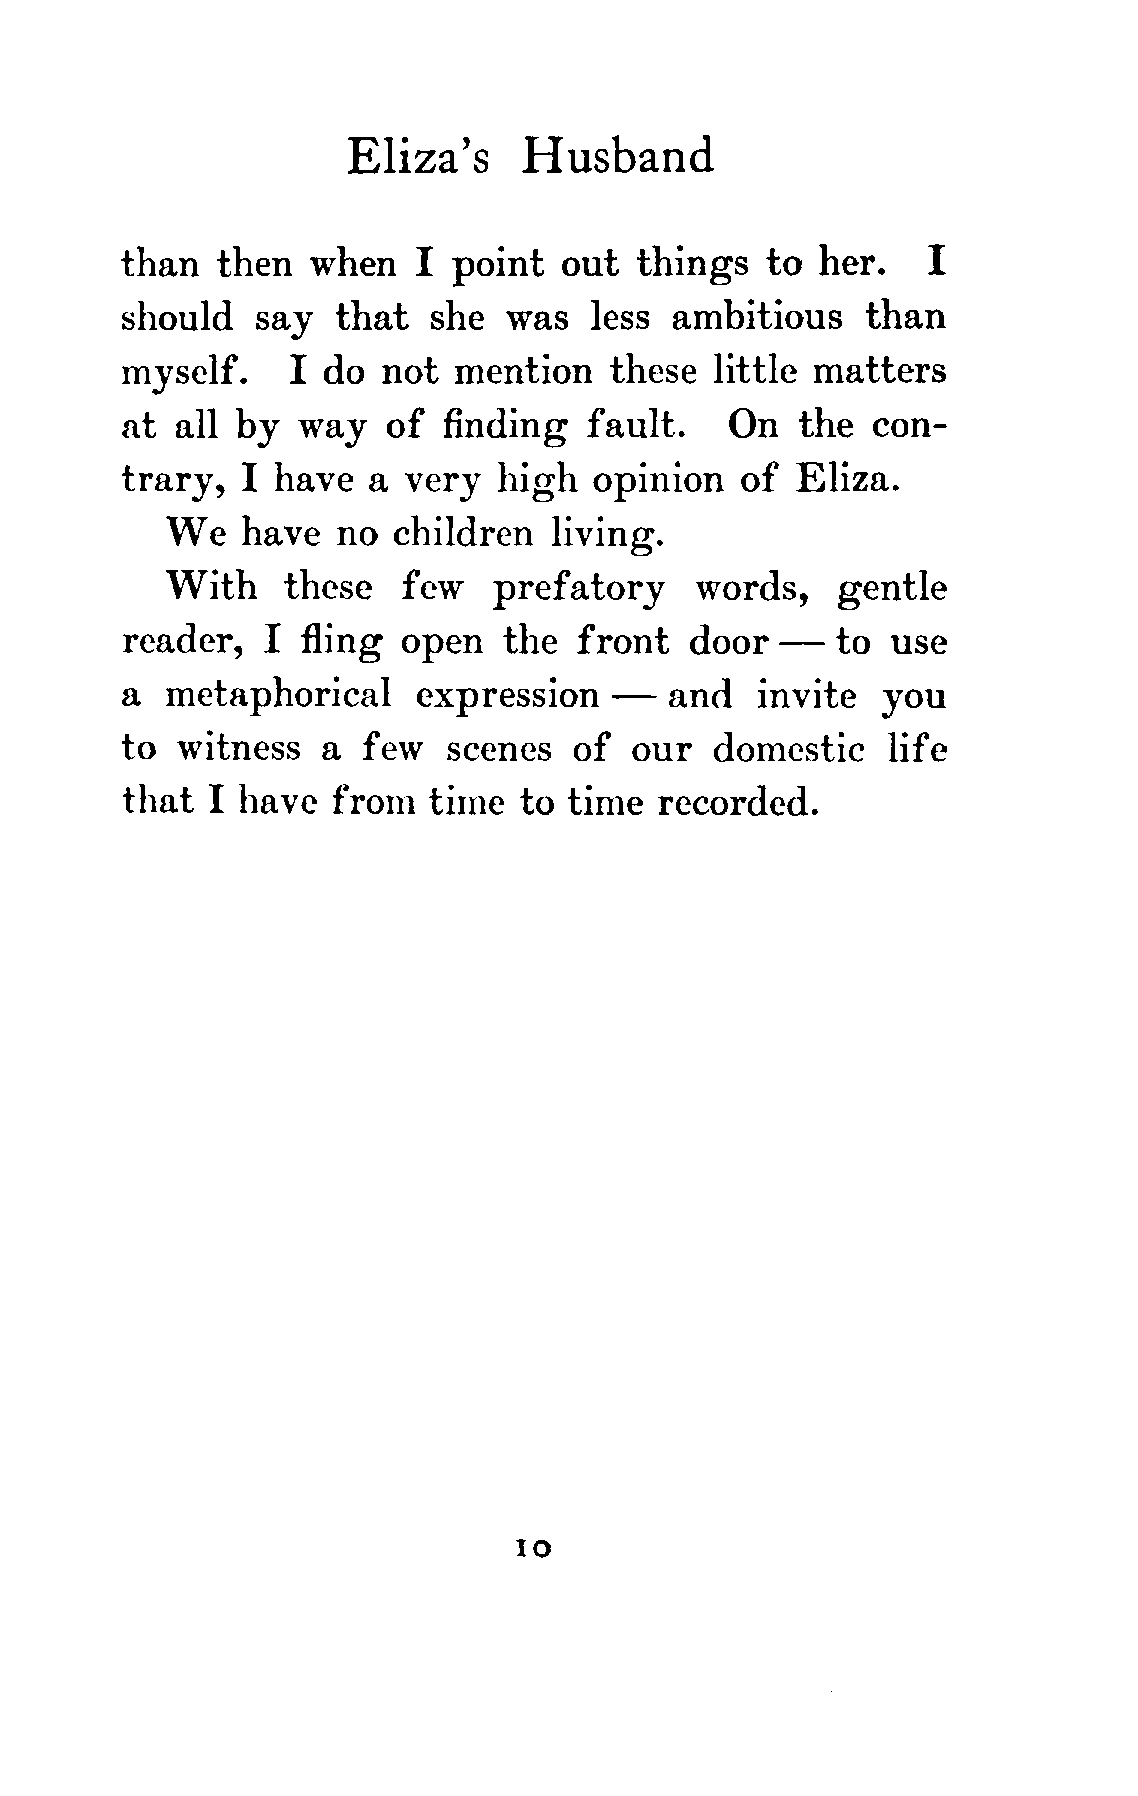 Eliza's Husband
than then when I point out things to her. I
should say that she was less ambitious than
myself. I do not mention these little matters
at all by way of finding fault. On the con-
trary, I have a very high opinion of Eliza.
We have no children living.
With these few prefatory words, gentle
reader, I fling open the front door — to use
a metaphorical expression — and invite you
to witness a few scenes of our domestic life
that I have from time to time recorded.
10